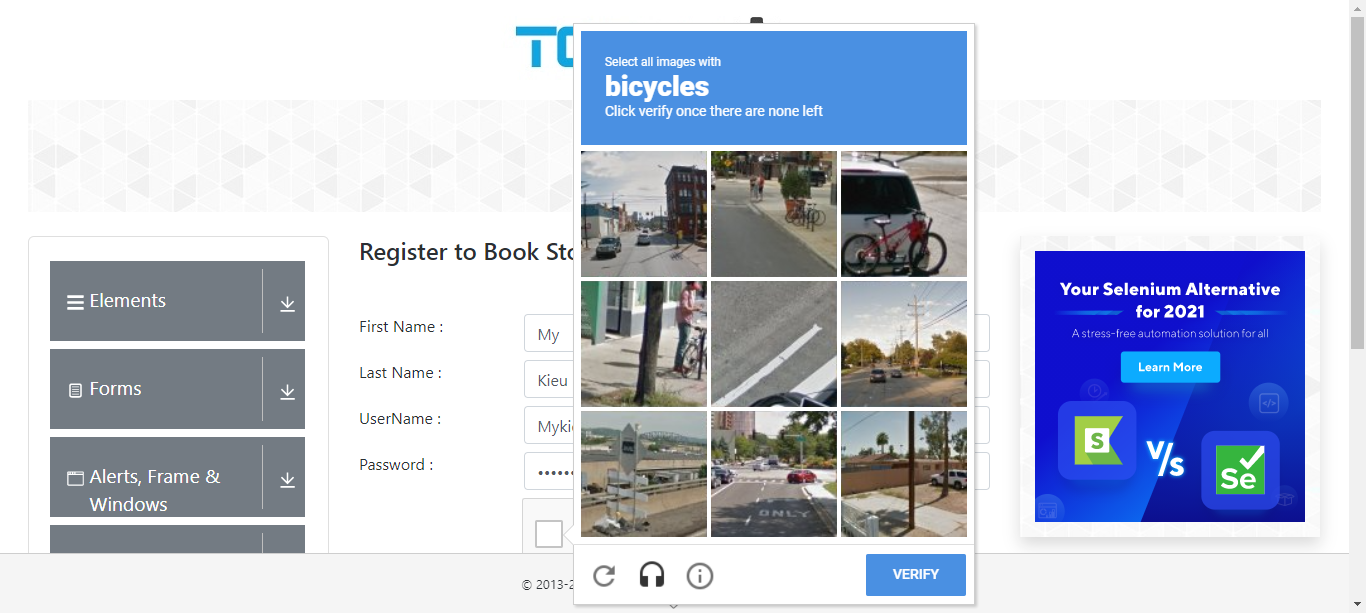 Select all images with
bicycles
Click verify once there are none left
Register to Book Sto
Elements
Forms
Alerts, Frame &
Windows
First Name :
My
Last Name :
Kieu
UserName :
Mykie
Password :
ONLY
VERIFY
Your Selenium Alternative
for 2021
A stress-free automation solution for all
Learn More
S
V/s
Se
© 2013-2